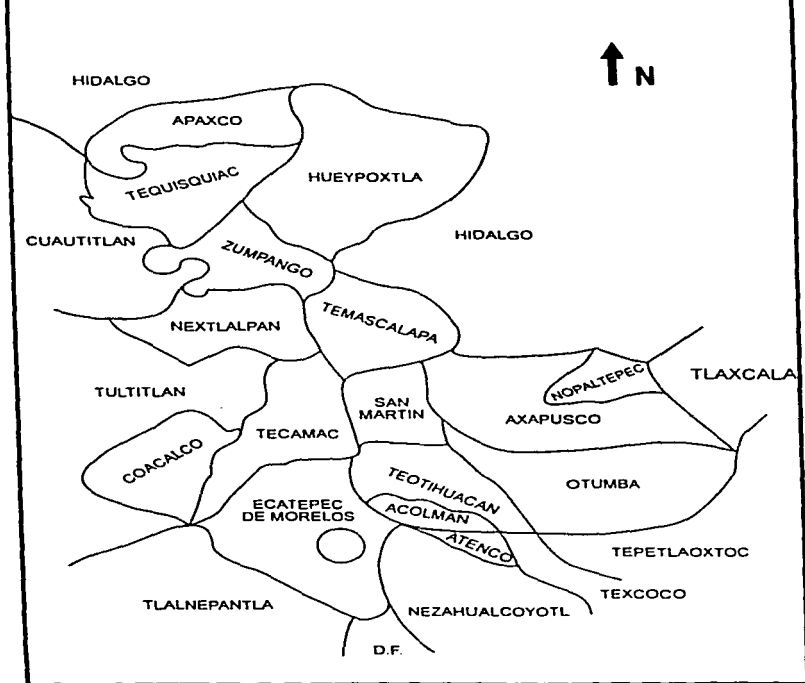 N
HIDALGO
APAXCO
TEQUISQUIAC
HUEYPOXTLA
CUAUTITLAN
HIDALGO
ZUMPANGO
NEXTLALPAN
TEMASCALAPA
TULTITLAN
NOPALTEPEC
TLAXCALA
SAN
MARTIN
AXAPUSCO
TECAMAC
COACALCO
TEOTIHUACAN
OTUMBA
ECATEPEC
DE MORELOS
ACOLMAN
ATENCO
TEPETLAOXTOC
TEXCOCO
TLALNEPANTLA
NEZAHUALCOYOTL
D.F.